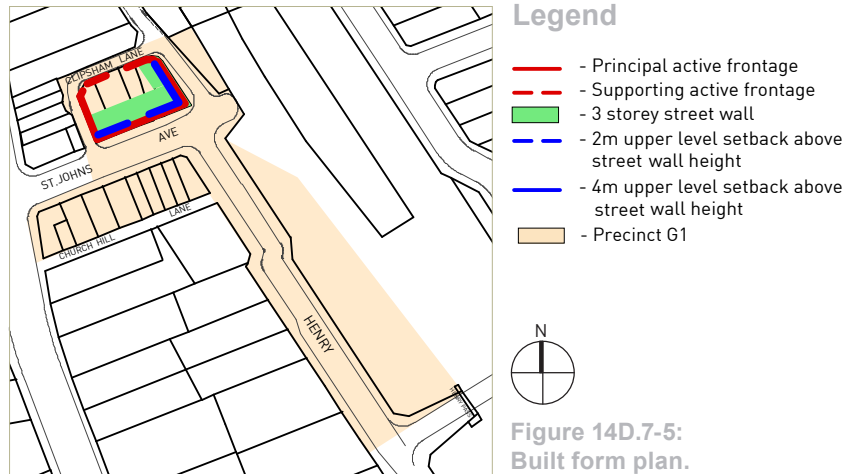 Legend
- Principal active frontage
- Supporting active frontage
- 3 storey street wall
- 2m upper level setback above
street wall height
- 4m upper level setback above
street wall height
- Precinct G1
CLIPSHAM LANE
AVE
ST.JOHNS
LANE
CHURCH HILL
HENRY
N
Figure 14D.7-5:
Built form plan.